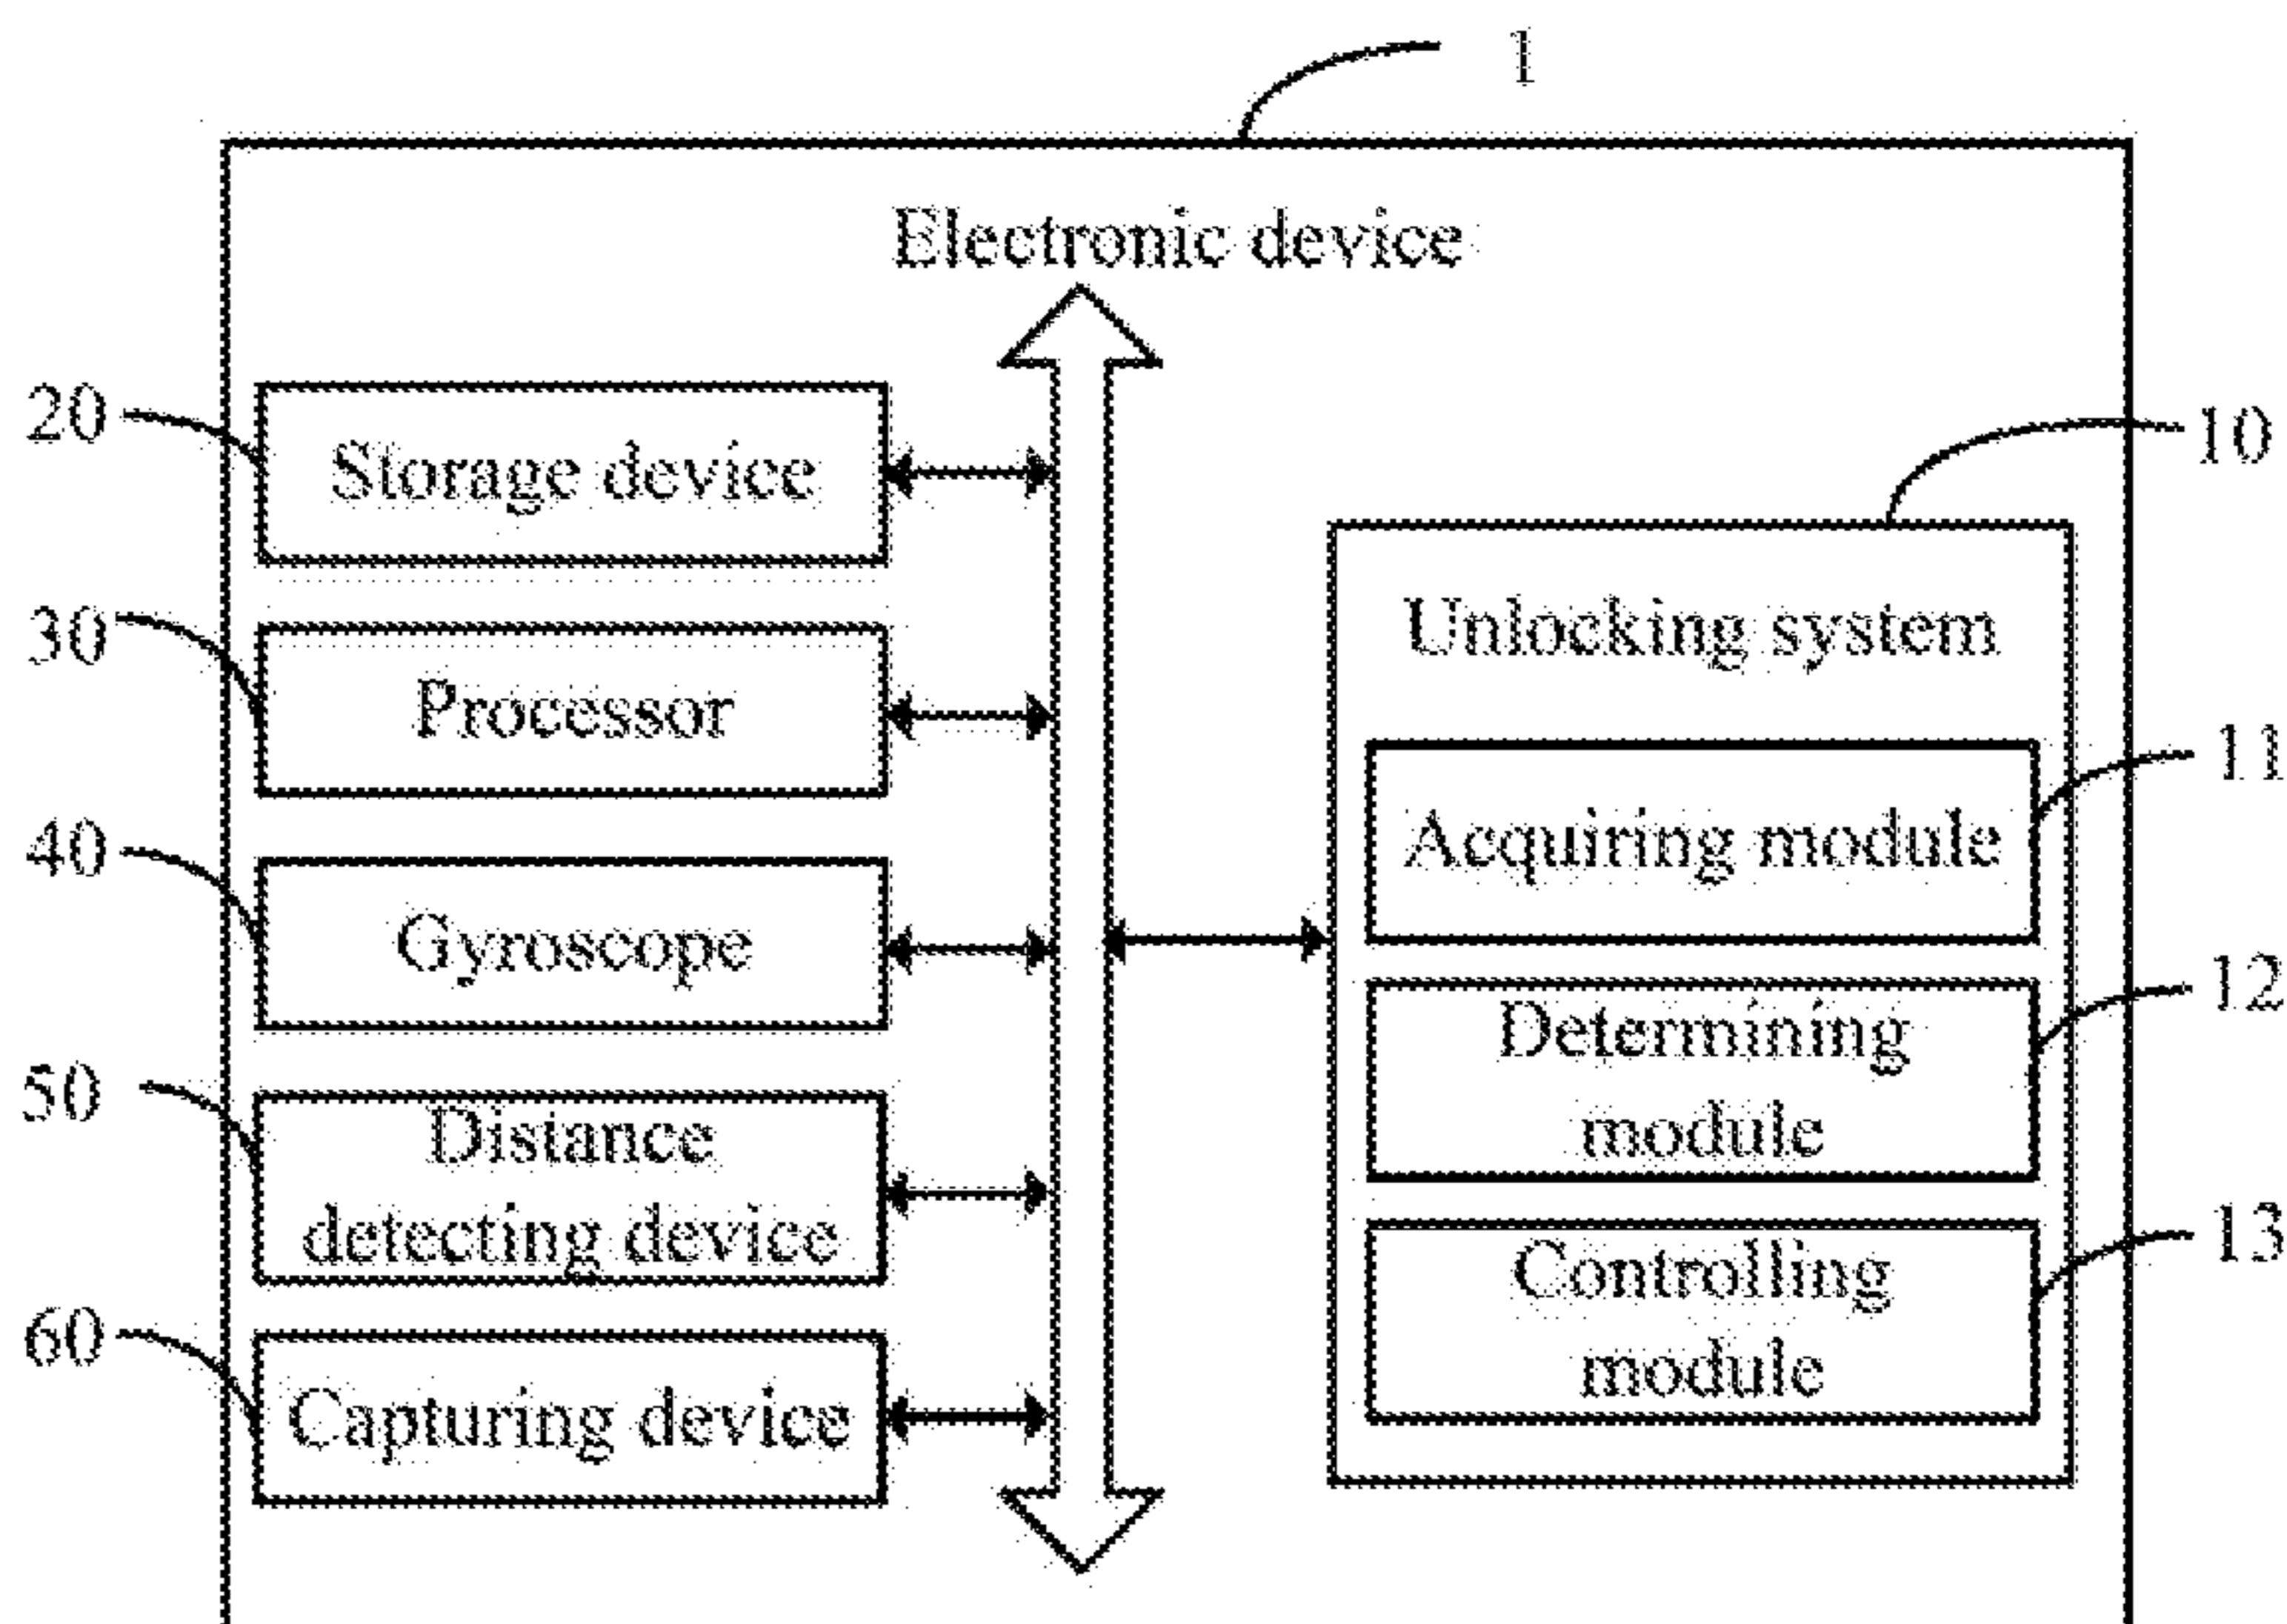 1
Electronic device
20
Storage device
30
Processor
40
Gyroscope
50
Distance
detecting device
60
Capturing device
10
Unlocking system
11
Acquiring module
12
Determining
module
13
Controlling
module